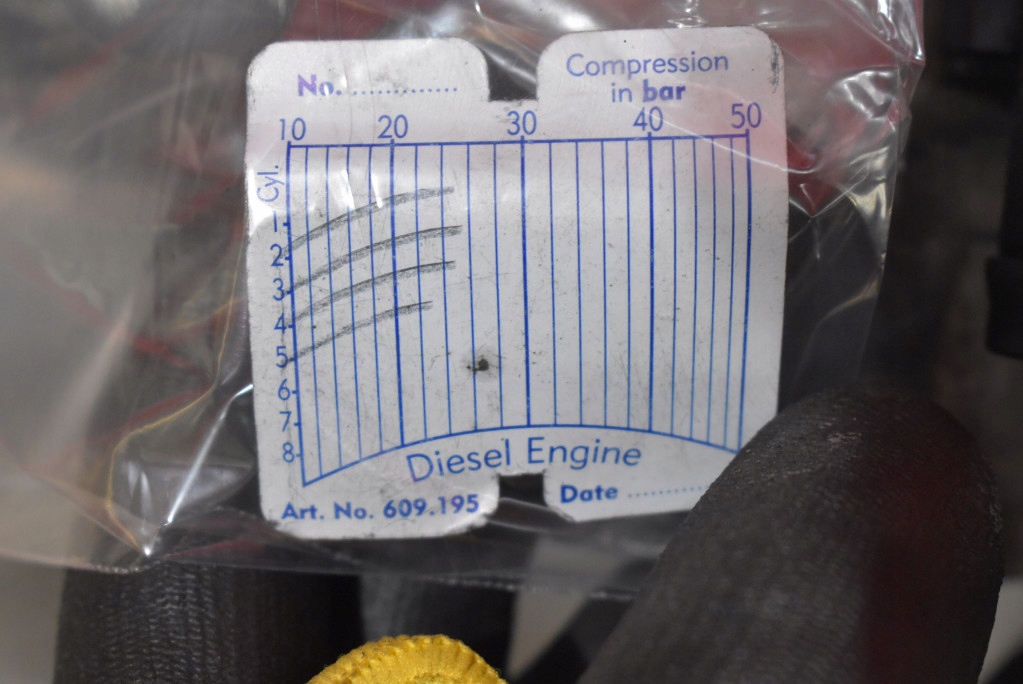 No. .............
Compression
in bar
10 20 30 40 50
Cyl.
1
2
3
4
5
6
7
8
Diesel Engine
Art. No. 609.195
Date ............